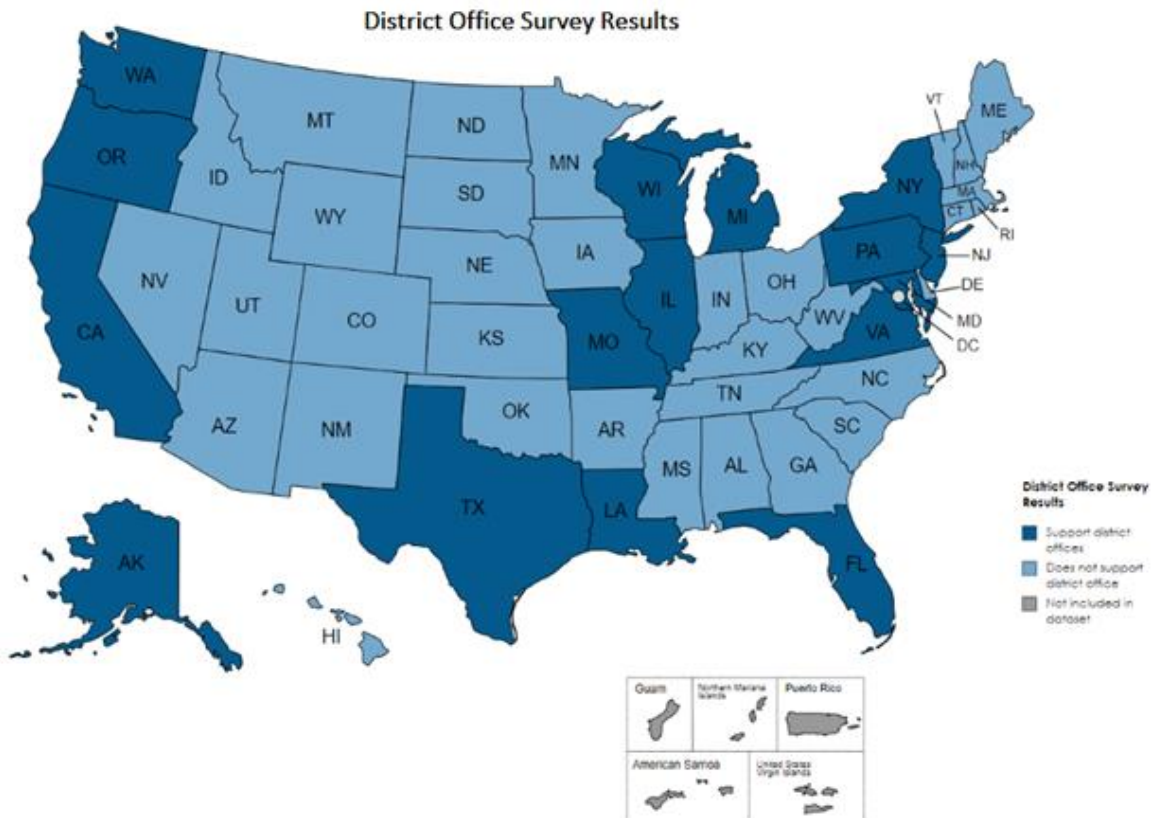 District Office Survey Results
WA
OR
CA
ID
NV
MT
WY
UT
AZ
CO
NM
ND
SD
NE
KS
OK
TX
MN
IA
MO
AR
LA
WI
IL
MI
IN
OH
KY
TN
MS
AL
GA
FL
SC
NC
VA
WV
PA
NY
VT
NH
ME
MA
CT
RI
NJ
DE
MD
DC
AK
HI
District Office Survey
Results
Support district
offices
Does not support
district office
Not included in
dataset
Guam
Northern Mariana
Islands
Puerto Rico
American Samoa
United States
Virgin Islands